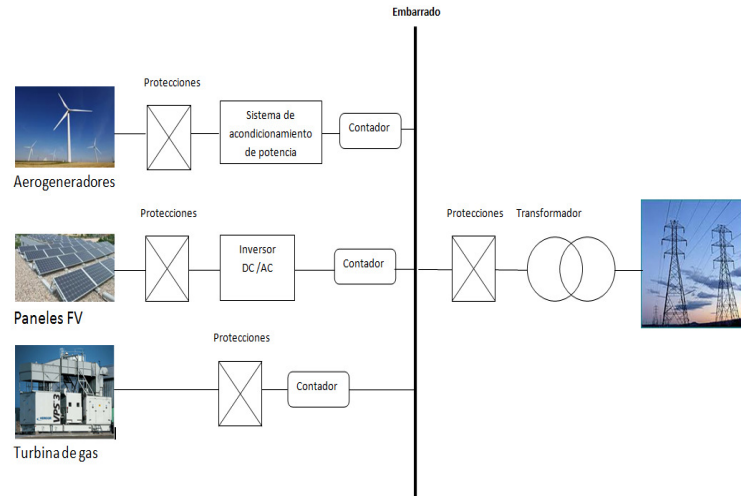 Embarrado
Protecciones
Sistema de
acondicionamiento
de potencia
Contador
Aerogeneradores
Protecciones
Protecciones
Transformador
Inversor
DC /AC
Contador
Paneles FV
Protecciones
Contador
VPS3
Turbina de gas